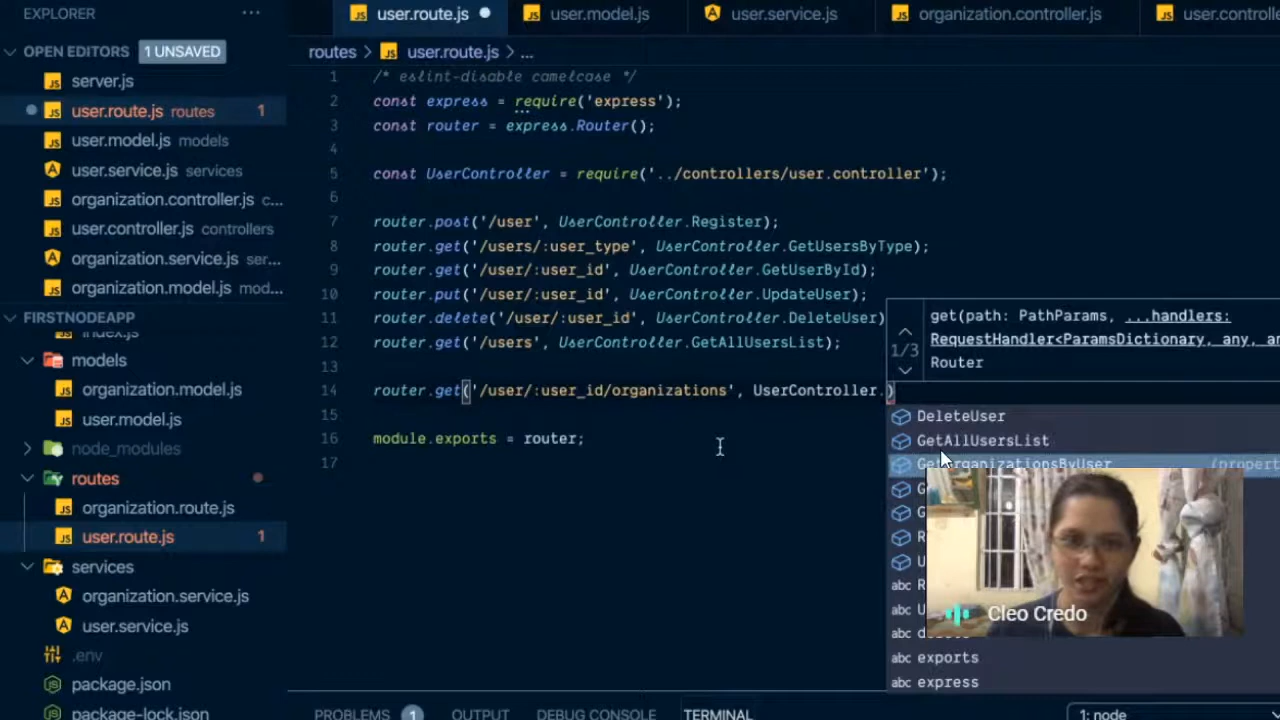 EXPLORER
...
OPEN EDITORS 1 UNSAVED
server.js
user.route.js routes 1
user.model.js models
user.service.js services
organization.controller.js c...
user.controller.js controllers
organization.service.js ser...
organization.model.js mod...
FIRSTNODEAPP
index.js
models
organization.model.js
user.model.js
node_modules
routes
organization.route.js
user.route.js 1
services
organization.service.js
user.service.js
.env
package.json
package-lock.json
user.route.js
user.model.js
user.service.js
organization.controller.js
user.controlle
routes > user.route.js > ...
1 /* eslint-disable camelcase */
2 const express = require('express');
3 const router = express.Router();
4
5 const UserController = require('../controllers/user.controller');
6
7 router.post('/user', UserController.Register);
8 router.get('/users/:user_type', UserController.GetUsersByType);
9 router.get('/user/:user_id', UserController.GetUserById);
10 router.put('/user/:user_id', UserController.UpdateUser);
11 router.delete('/user/:user_id', UserController.DeleteUser)
12 router.get('/users', UserController.GetAllUsersList);
13
14 router.get('/user/:user_id/organizations', UserController.)
15
16 module.exports = router;
17
1/3
get(path: PathParams, ...handlers:
RequestHandler<ParamsDictionary, any, an
Router
DeleteUser
GetAllUsersList
GetOrganizationsByUser (propert
G
G
R
U
abc R
abc U
abc
abc exports
abc express
Cleo Credo
PROBLEMS 1 OUTPUT DEBUG CONSOLE TERMINAL
1: node